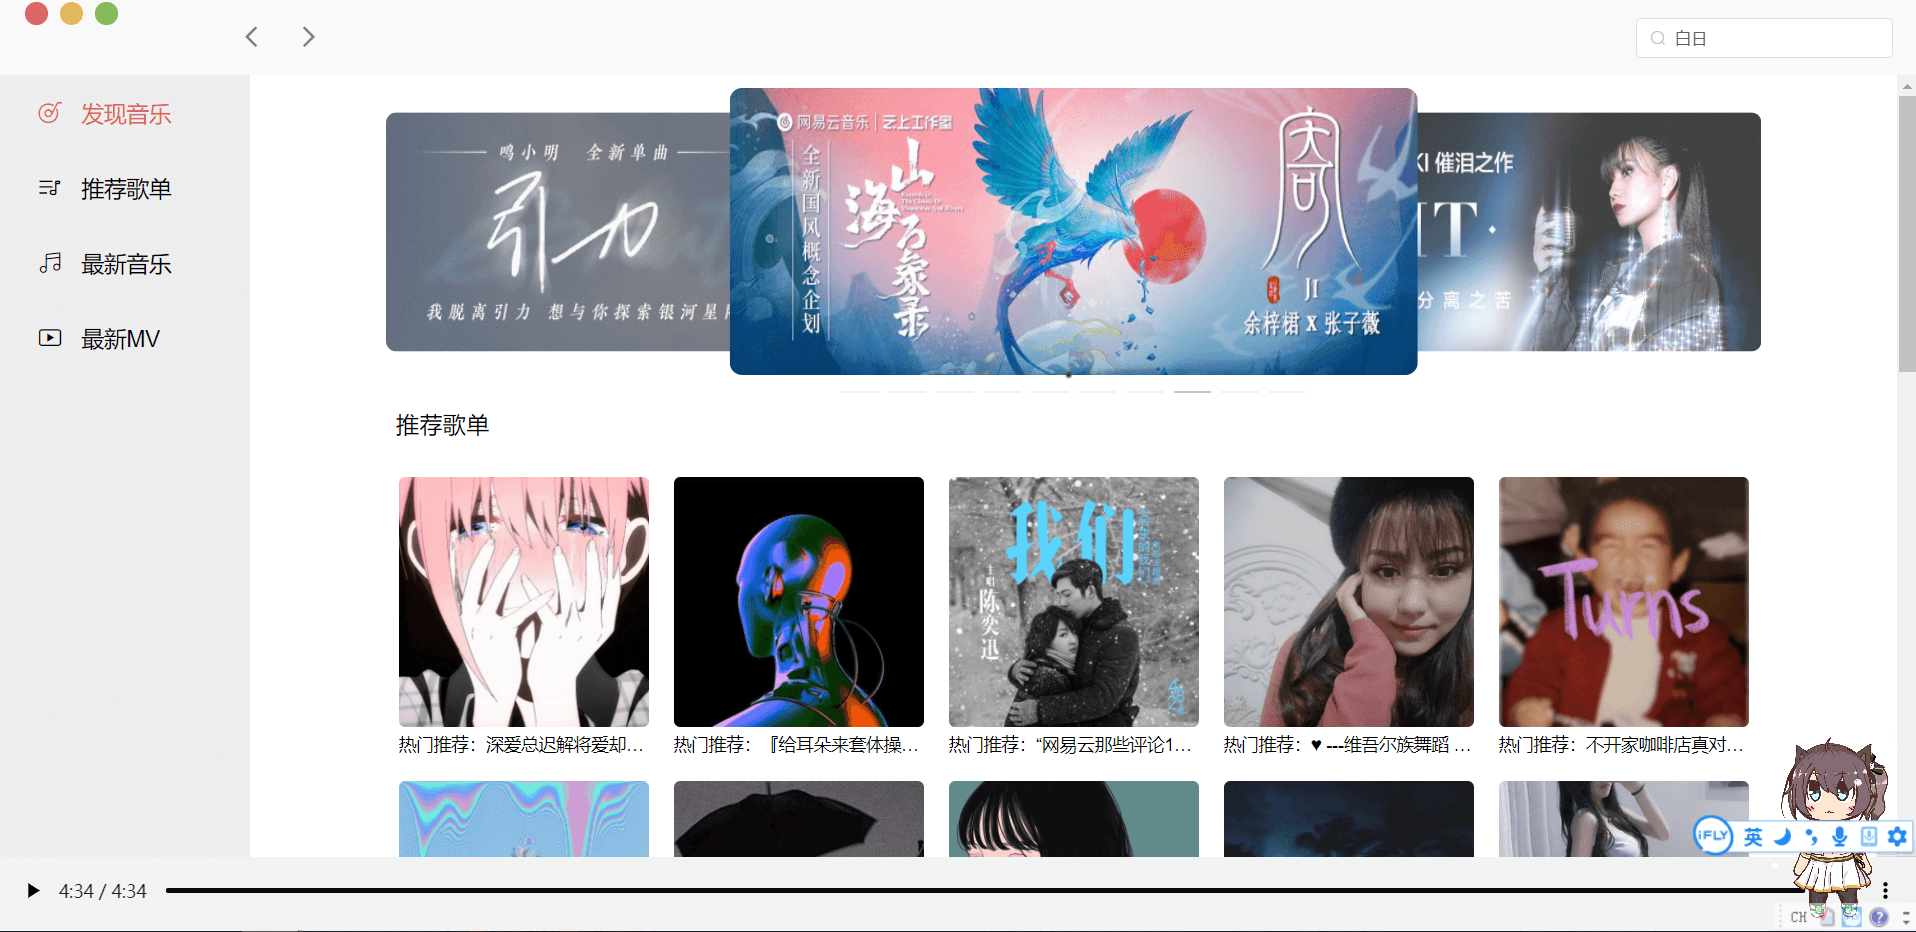 白日
发现音乐
推荐歌单
最新音乐
最新MV
鸣小明 全新单曲
引力
我脱离引力 想与你探索银河星际
网易云音乐 | 云上工作室
全新国风概念企划
山海万象录
寄
JI
余梓桾 X 张子薇
KI 催泪之作
IT·
分离之苦
推荐歌单
我们
主唱
陈奕迅
Turns
热门推荐：深爱总迟解将爱却…
热门推荐：『给耳朵来套体操…
热门推荐：“网易云那些评论1…
热门推荐：♥ ---维吾尔族舞蹈 …
热门推荐：不开家咖啡店真对…
iFLY 英
4:34 / 4:34
CH